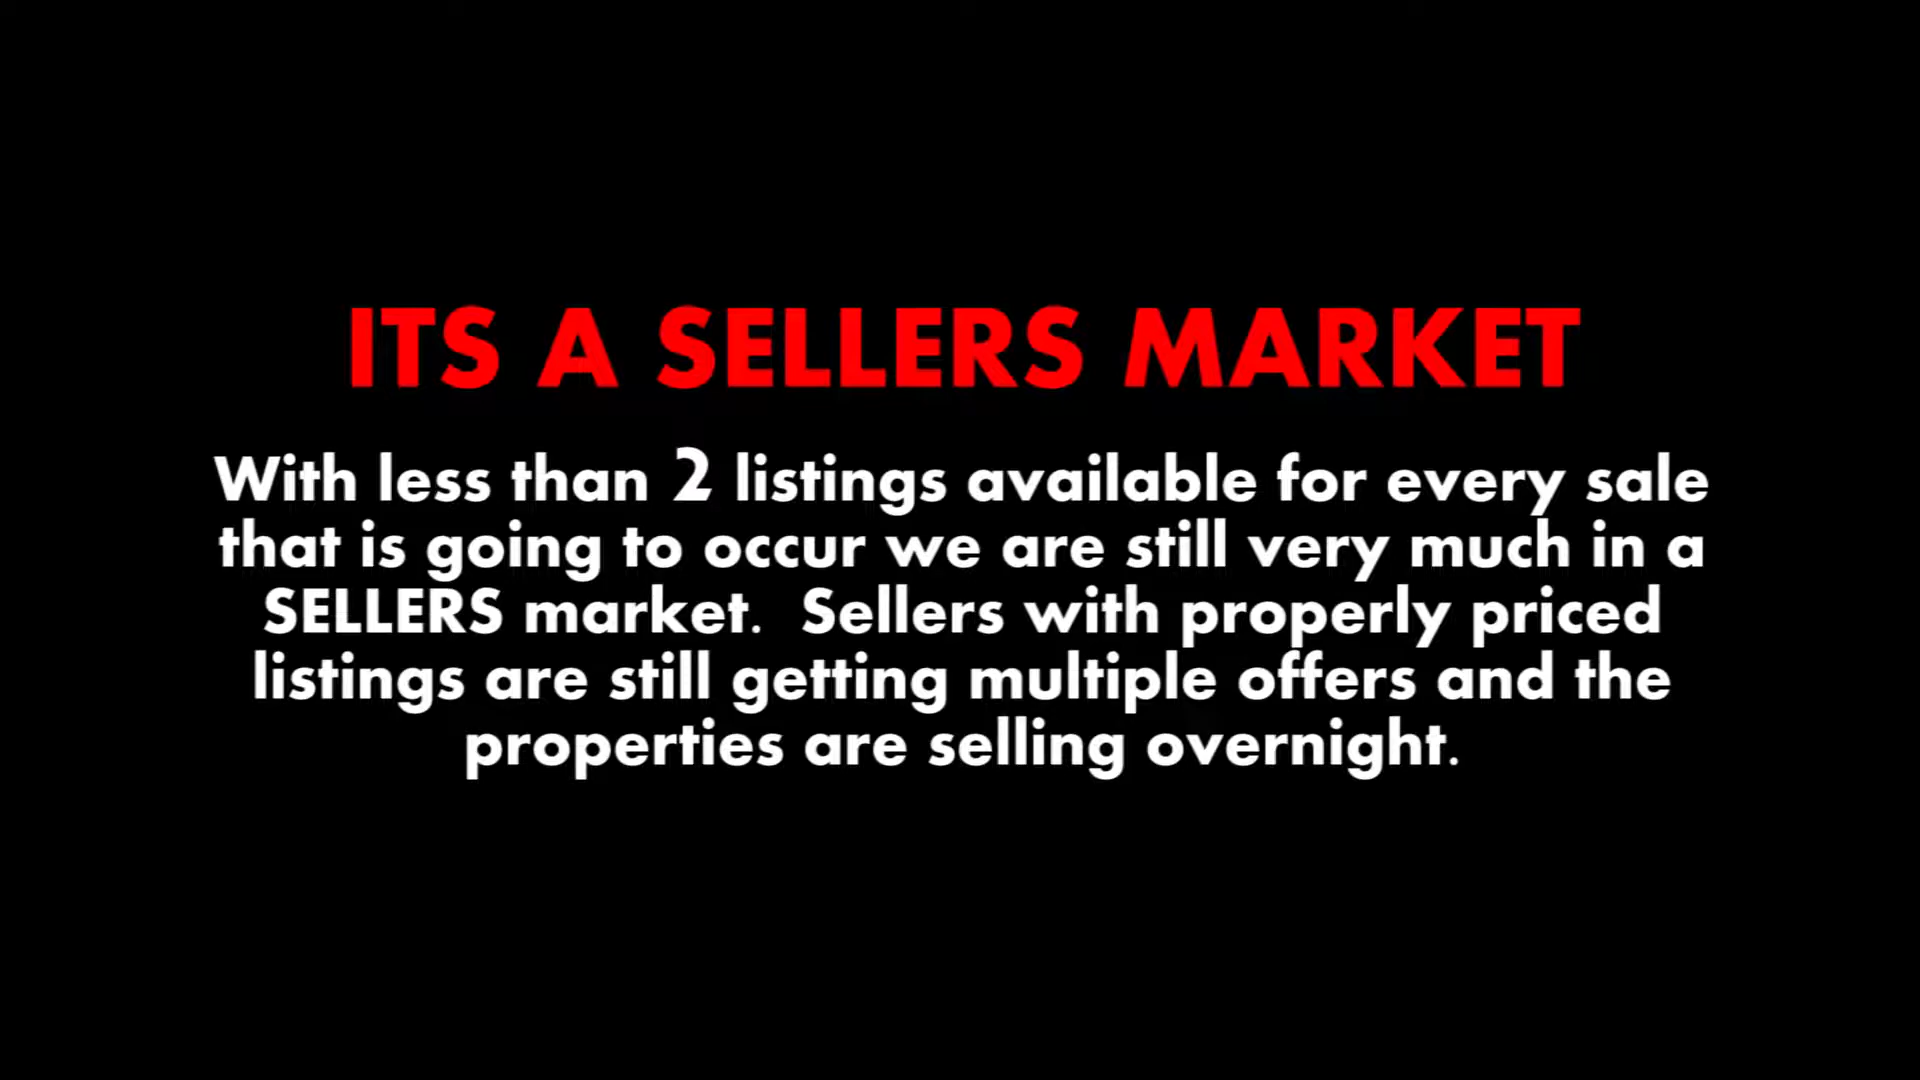 ITS A SELLERS MARKET
With less than 2 listings available for every sale
that is going to occur we are still very much in a
SELLERS market.  Sellers with properly priced
listings are still getting multiple offers and the
properties are selling overnight.